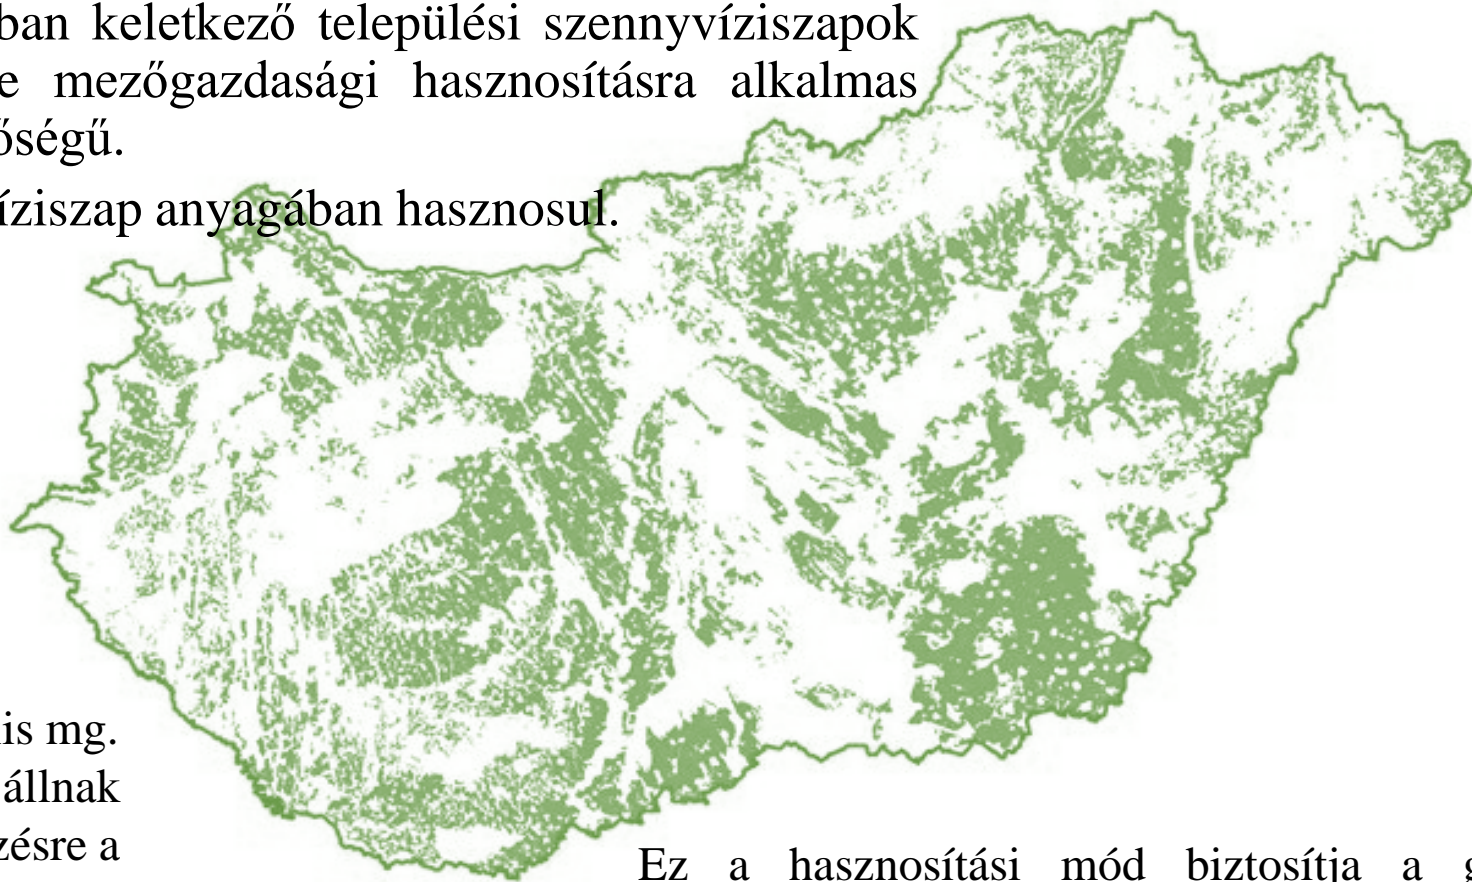 ban keletkező települési szennyvíziszapok
e mezőgazdasági hasznosításra alkalmas
őségű.
íziszap anyagában hasznosul.
is mg.
állnak
zésre a
Ez a hasznosítási mód biztosítja a g